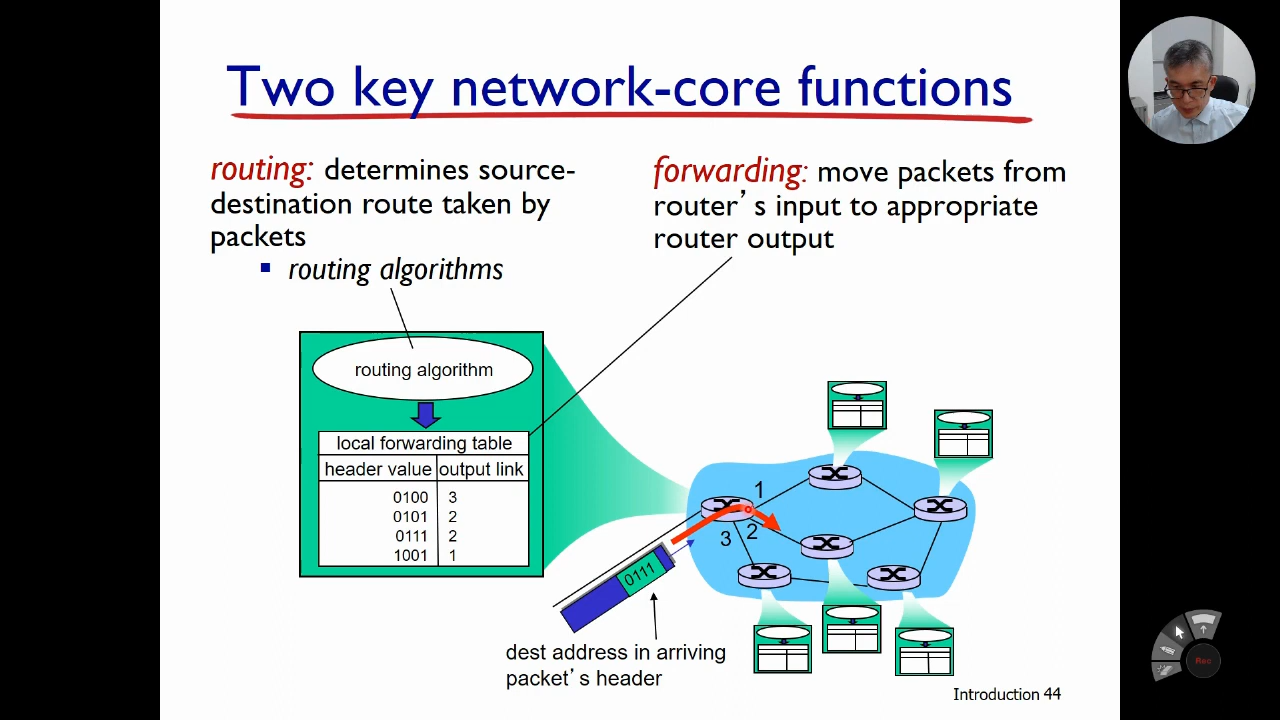 Two key network-core functions
routing: determines source-
destination route taken by
packets
routing algorithms
forwarding: move packets from
router’s input to appropriate
router output
routing algorithm
local forwarding table
header value output link
0100 3
0101 2
0111 2
1001 1
1
2
3
0111
dest address in arriving
packet’s header
Introduction 44
Rec